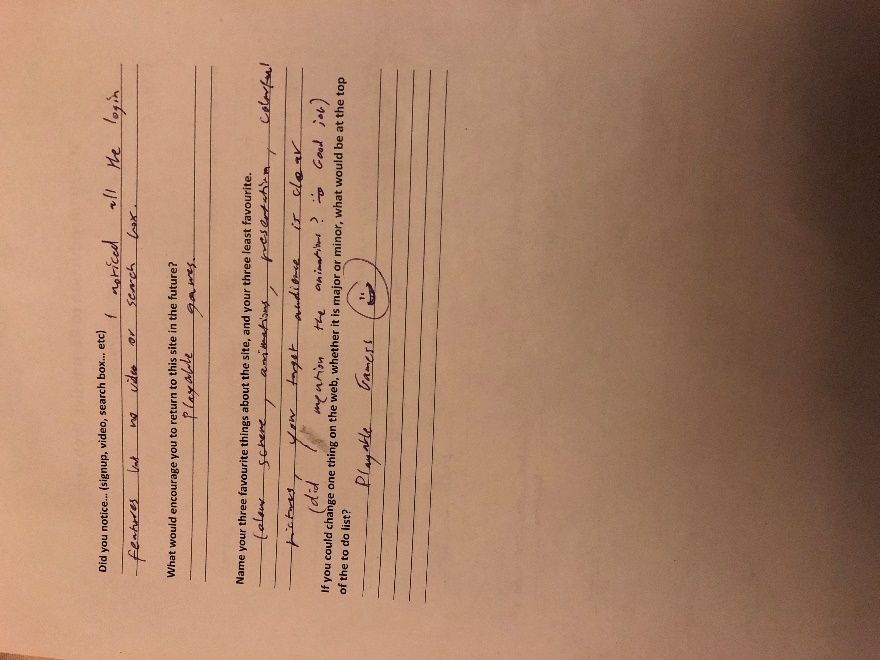 Did you notice... (signup, video, search box... etc) I noticed all the login
features but no video or search box.
What would encourage you to return to this site in the future?
Playable games.
Name your three favourite things about the site, and your three least favourite.
Colour scheme, animations, presentation, colorful
pictures, your target audience is clear
(did I mention the animations? Good job)
If you could change one thing on the web, whether it is major or minor, what would be at the top
of the to do list?
Playable Gamess